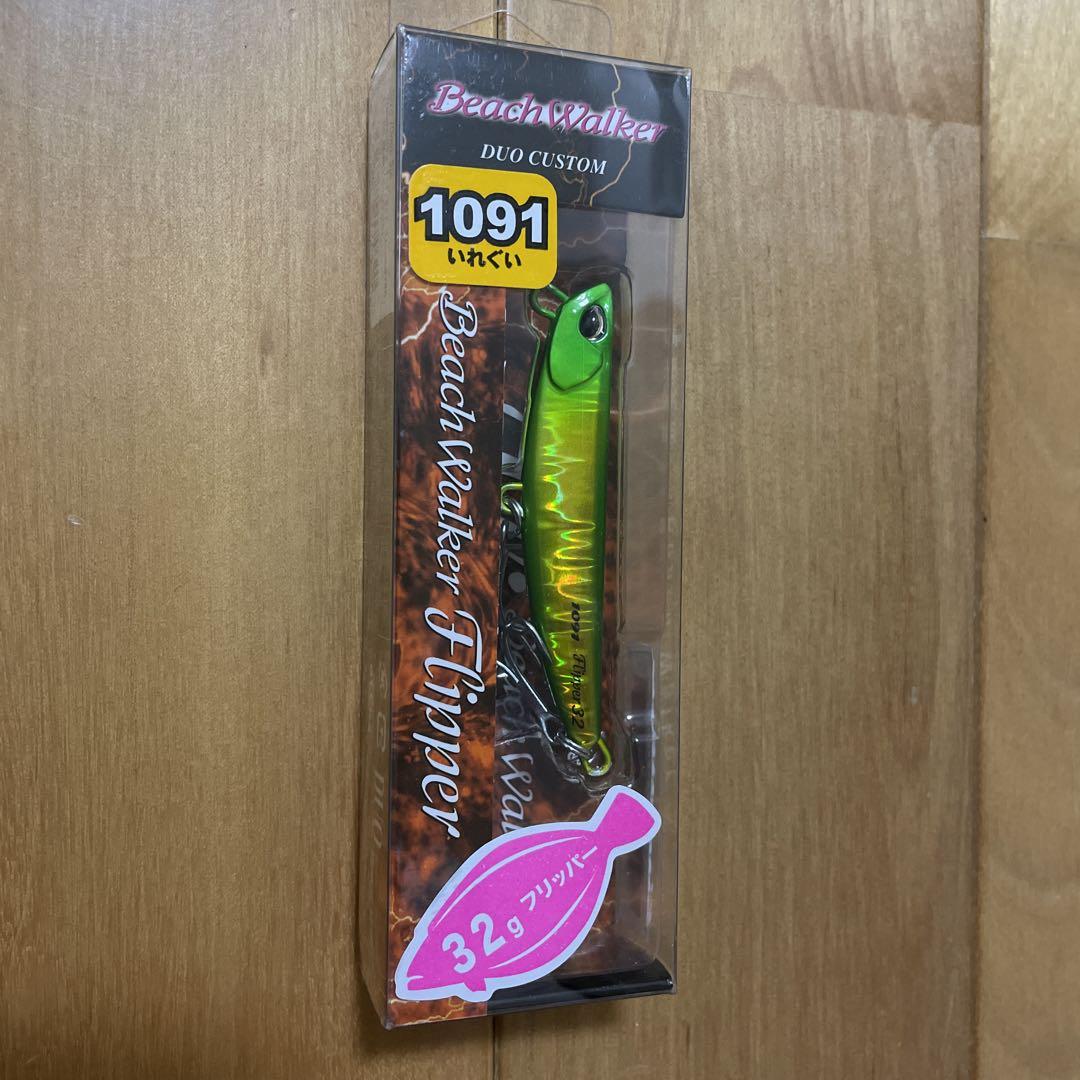 Beach Walker
DUO CUSTOM
1091
いれぐい
Beach Walker Flipper
1091 Flipper 32
32g フリッパー